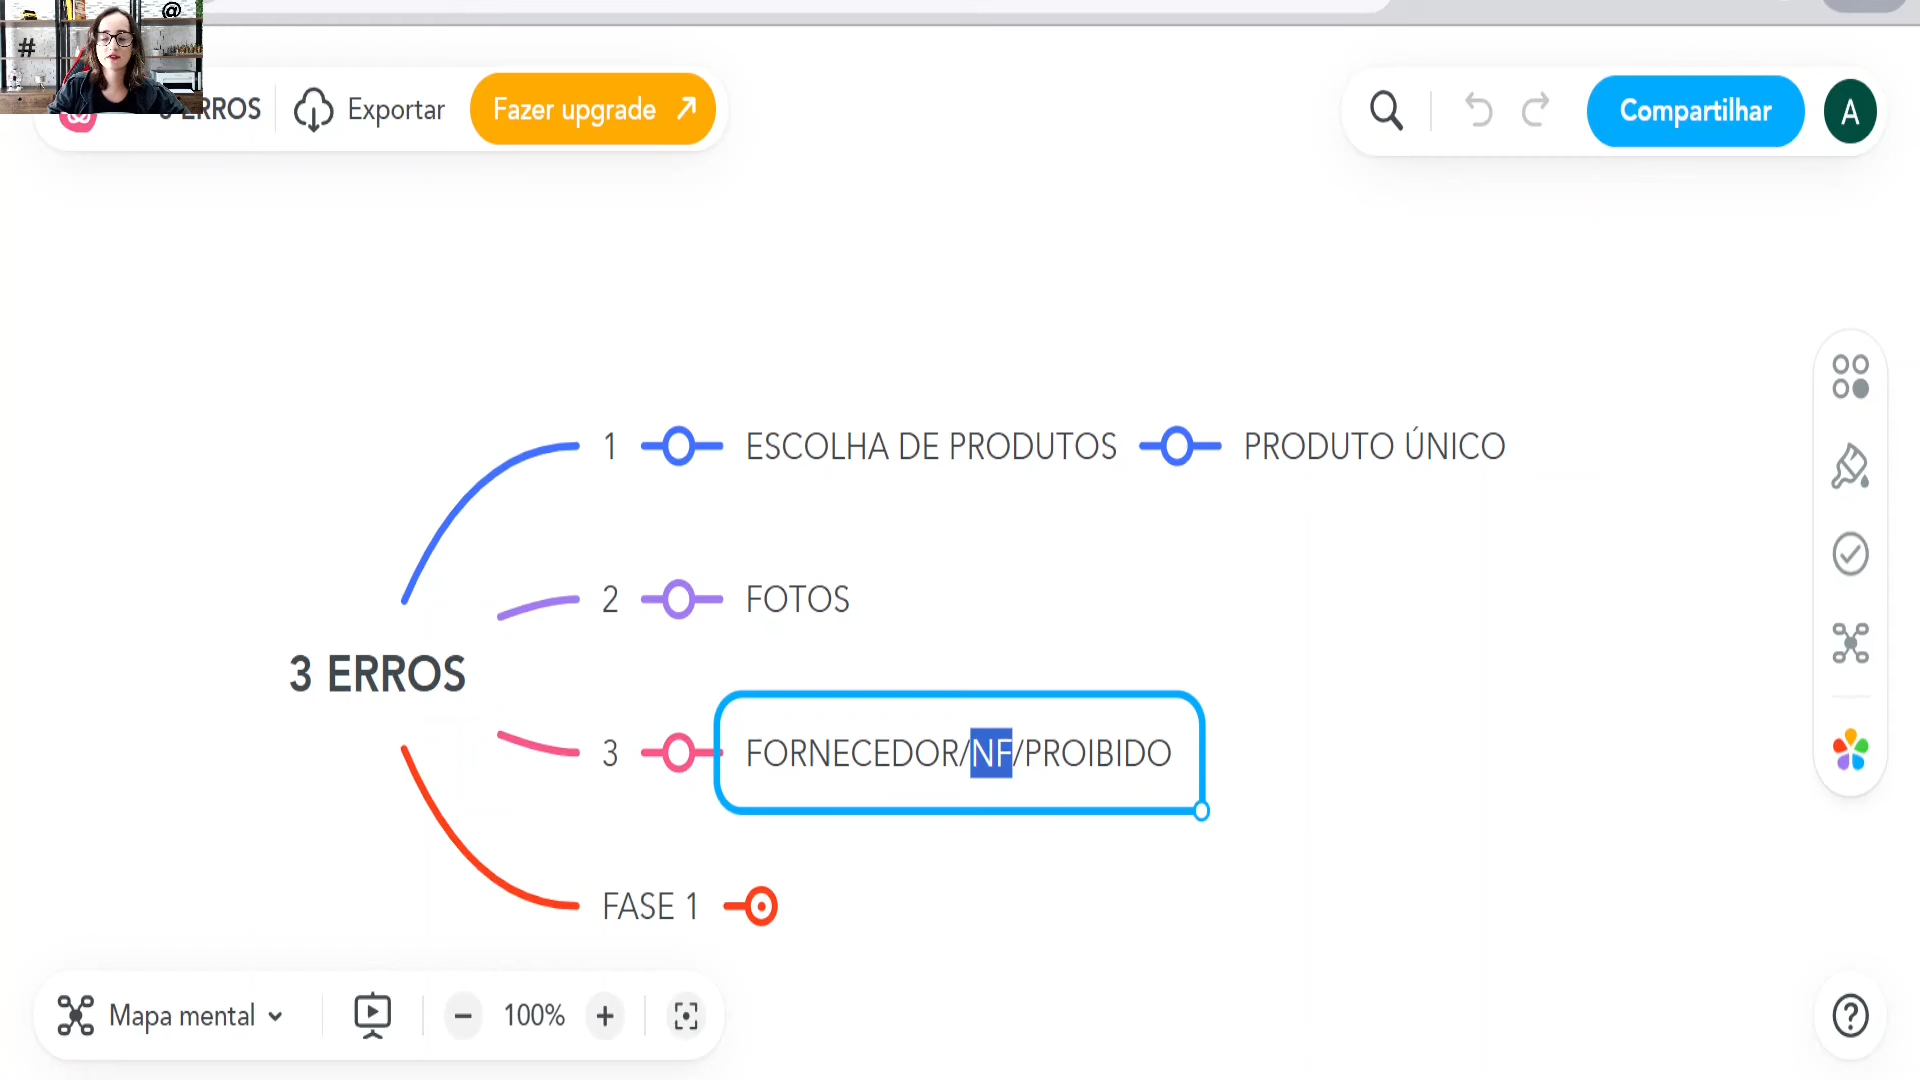 #
@
ERROS
Exportar
Fazer upgrade
Compartilhar
A
1
ESCOLHA DE PRODUTOS
PRODUTO ÚNICO
2
FOTOS
3 ERROS
3
FORNECEDOR/NF/PROIBIDO
FASE 1
Mapa mental
100%